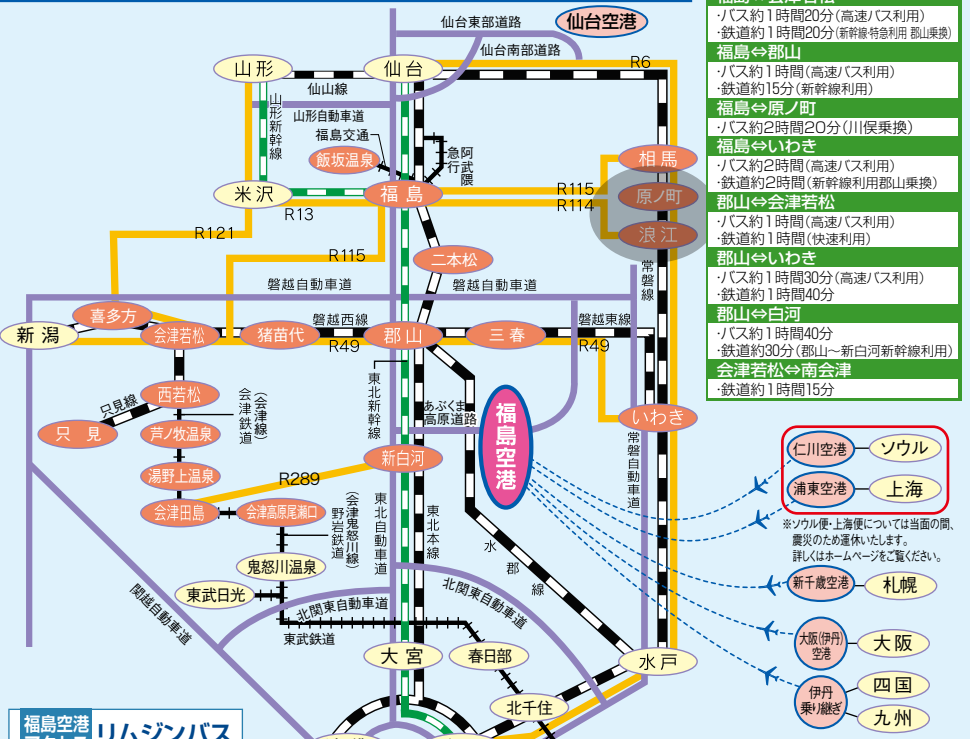 仙台東部道路
仙台空港
仙台南部道路
R6
山形
仙台
仙山線
山形自動車道
山形新幹線
福島交通
飯坂温泉
阿武隈
急行
相馬
米沢
福島
R115
R114
原ノ町
R13
浪江
R121
R115
二本松
常磐線
磐越自動車道
磐越自動車道
喜多方
新潟
会津若松
猪苗代
磐越西線
R49
郡山
三春
磐越東線
R49
西若松
只見線
只見
芦ノ牧温泉
会津鉄道
(会津線)
東北新幹線
あぶくま
高原道路
福島空港
いわき
湯野上温泉
新白河
R289
会津田島
会津高原尾瀬口
野岩鉄道
(会津鬼怒川線)
東北自動車道
東北本線
常磐自動車道
水郡線
鬼怒川温泉
東武日光
関越自動車道
北関東自動車道
北関東自動車道
東武鉄道
大宮
春日部
水戸
北千住
福島空港
リムジンバス
・バス約1時間20分(高速バス利用)
・鉄道約1時間20分(新幹線・特急利用 郡山乗換)
福島⇔郡山
・バス約1時間(高速バス利用)
・鉄道約15分(新幹線利用)
福島⇔原ノ町
・バス約2時間20分(川俣乗換)
福島⇔いわき
・バス約2時間(高速バス利用)
・鉄道約2時間(新幹線利用郡山乗換)
郡山⇔会津若松
・バス約1時間(高速バス利用)
・鉄道約1時間(快速利用)
郡山⇔いわき
・バス約1時間30分(高速バス利用)
・鉄道約1時間40分
郡山⇔白河
・バス約1時間40分
・鉄道約30分(郡山～新白河新幹線利用)
会津若松⇔南会津
・鉄道約1時間15分
仁川空港
ソウル
浦東空港
上海
※ソウル便・上海便については当面の間、
震災のため運休いたします。
詳しくはホームページをご覧ください。
新千歳空港
札幌
大阪(伊丹)
空港
大阪
伊丹
乗り継ぎ
四国
九州